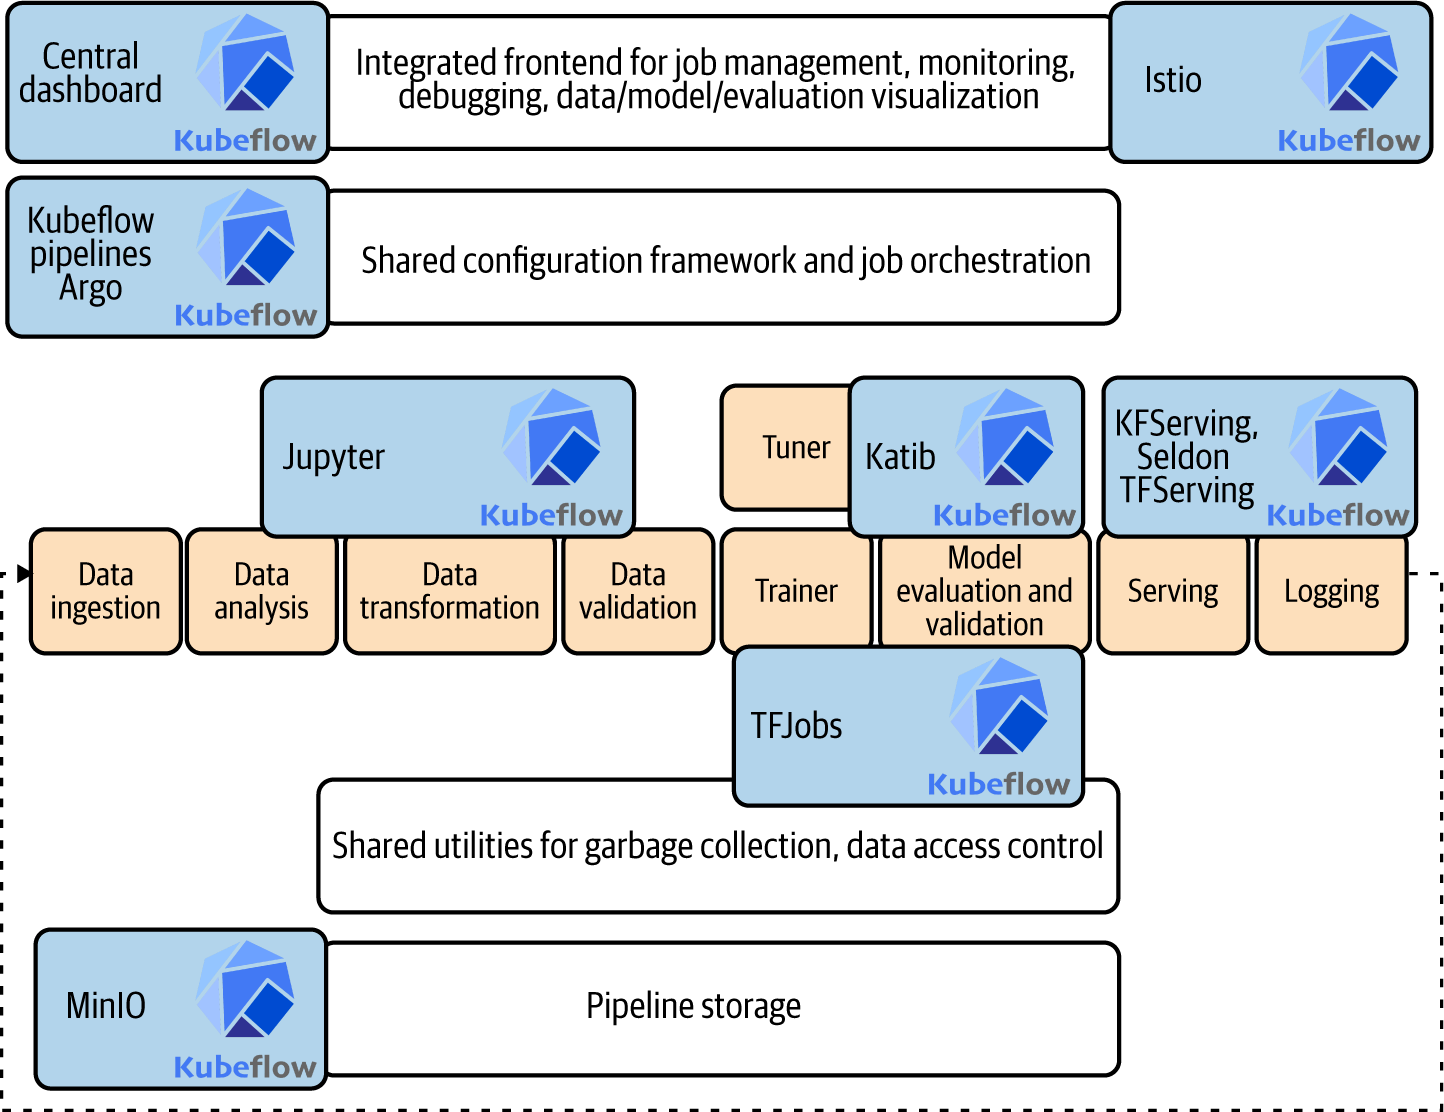 Central
dashboard
Kubeflow
Integrated frontend for job management, monitoring,
debugging, data/model/evaluation visualization
Istio
Kubeflow
Kubeflow
pipelines
Argo
Kubeflow
Shared configuration framework and job orchestration
Jupyter
Kubeflow
Tuner
Katib
Kubeflow
KFServing,
Seldon
TFServing
Kubeflow
Data
ingestion
Data
analysis
Data
transformation
Data
validation
Trainer
Model
evaluation and
validation
Serving
Logging
TFJobs
Kubeflow
Shared utilities for garbage collection, data access control
MinIO
Kubeflow
Pipeline storage